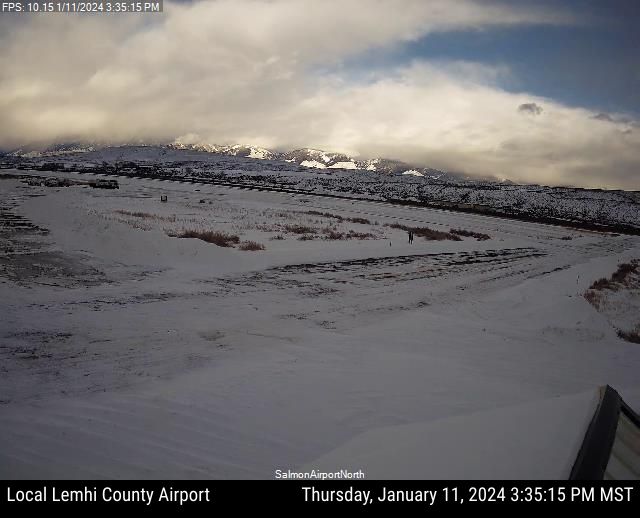 FPS: 10.15 1/11/2024 3:35:15 PM
SalmonAirportNorth
Local Lemhi County Airport Thursday, January 11, 2024 3:35:15 PM MST